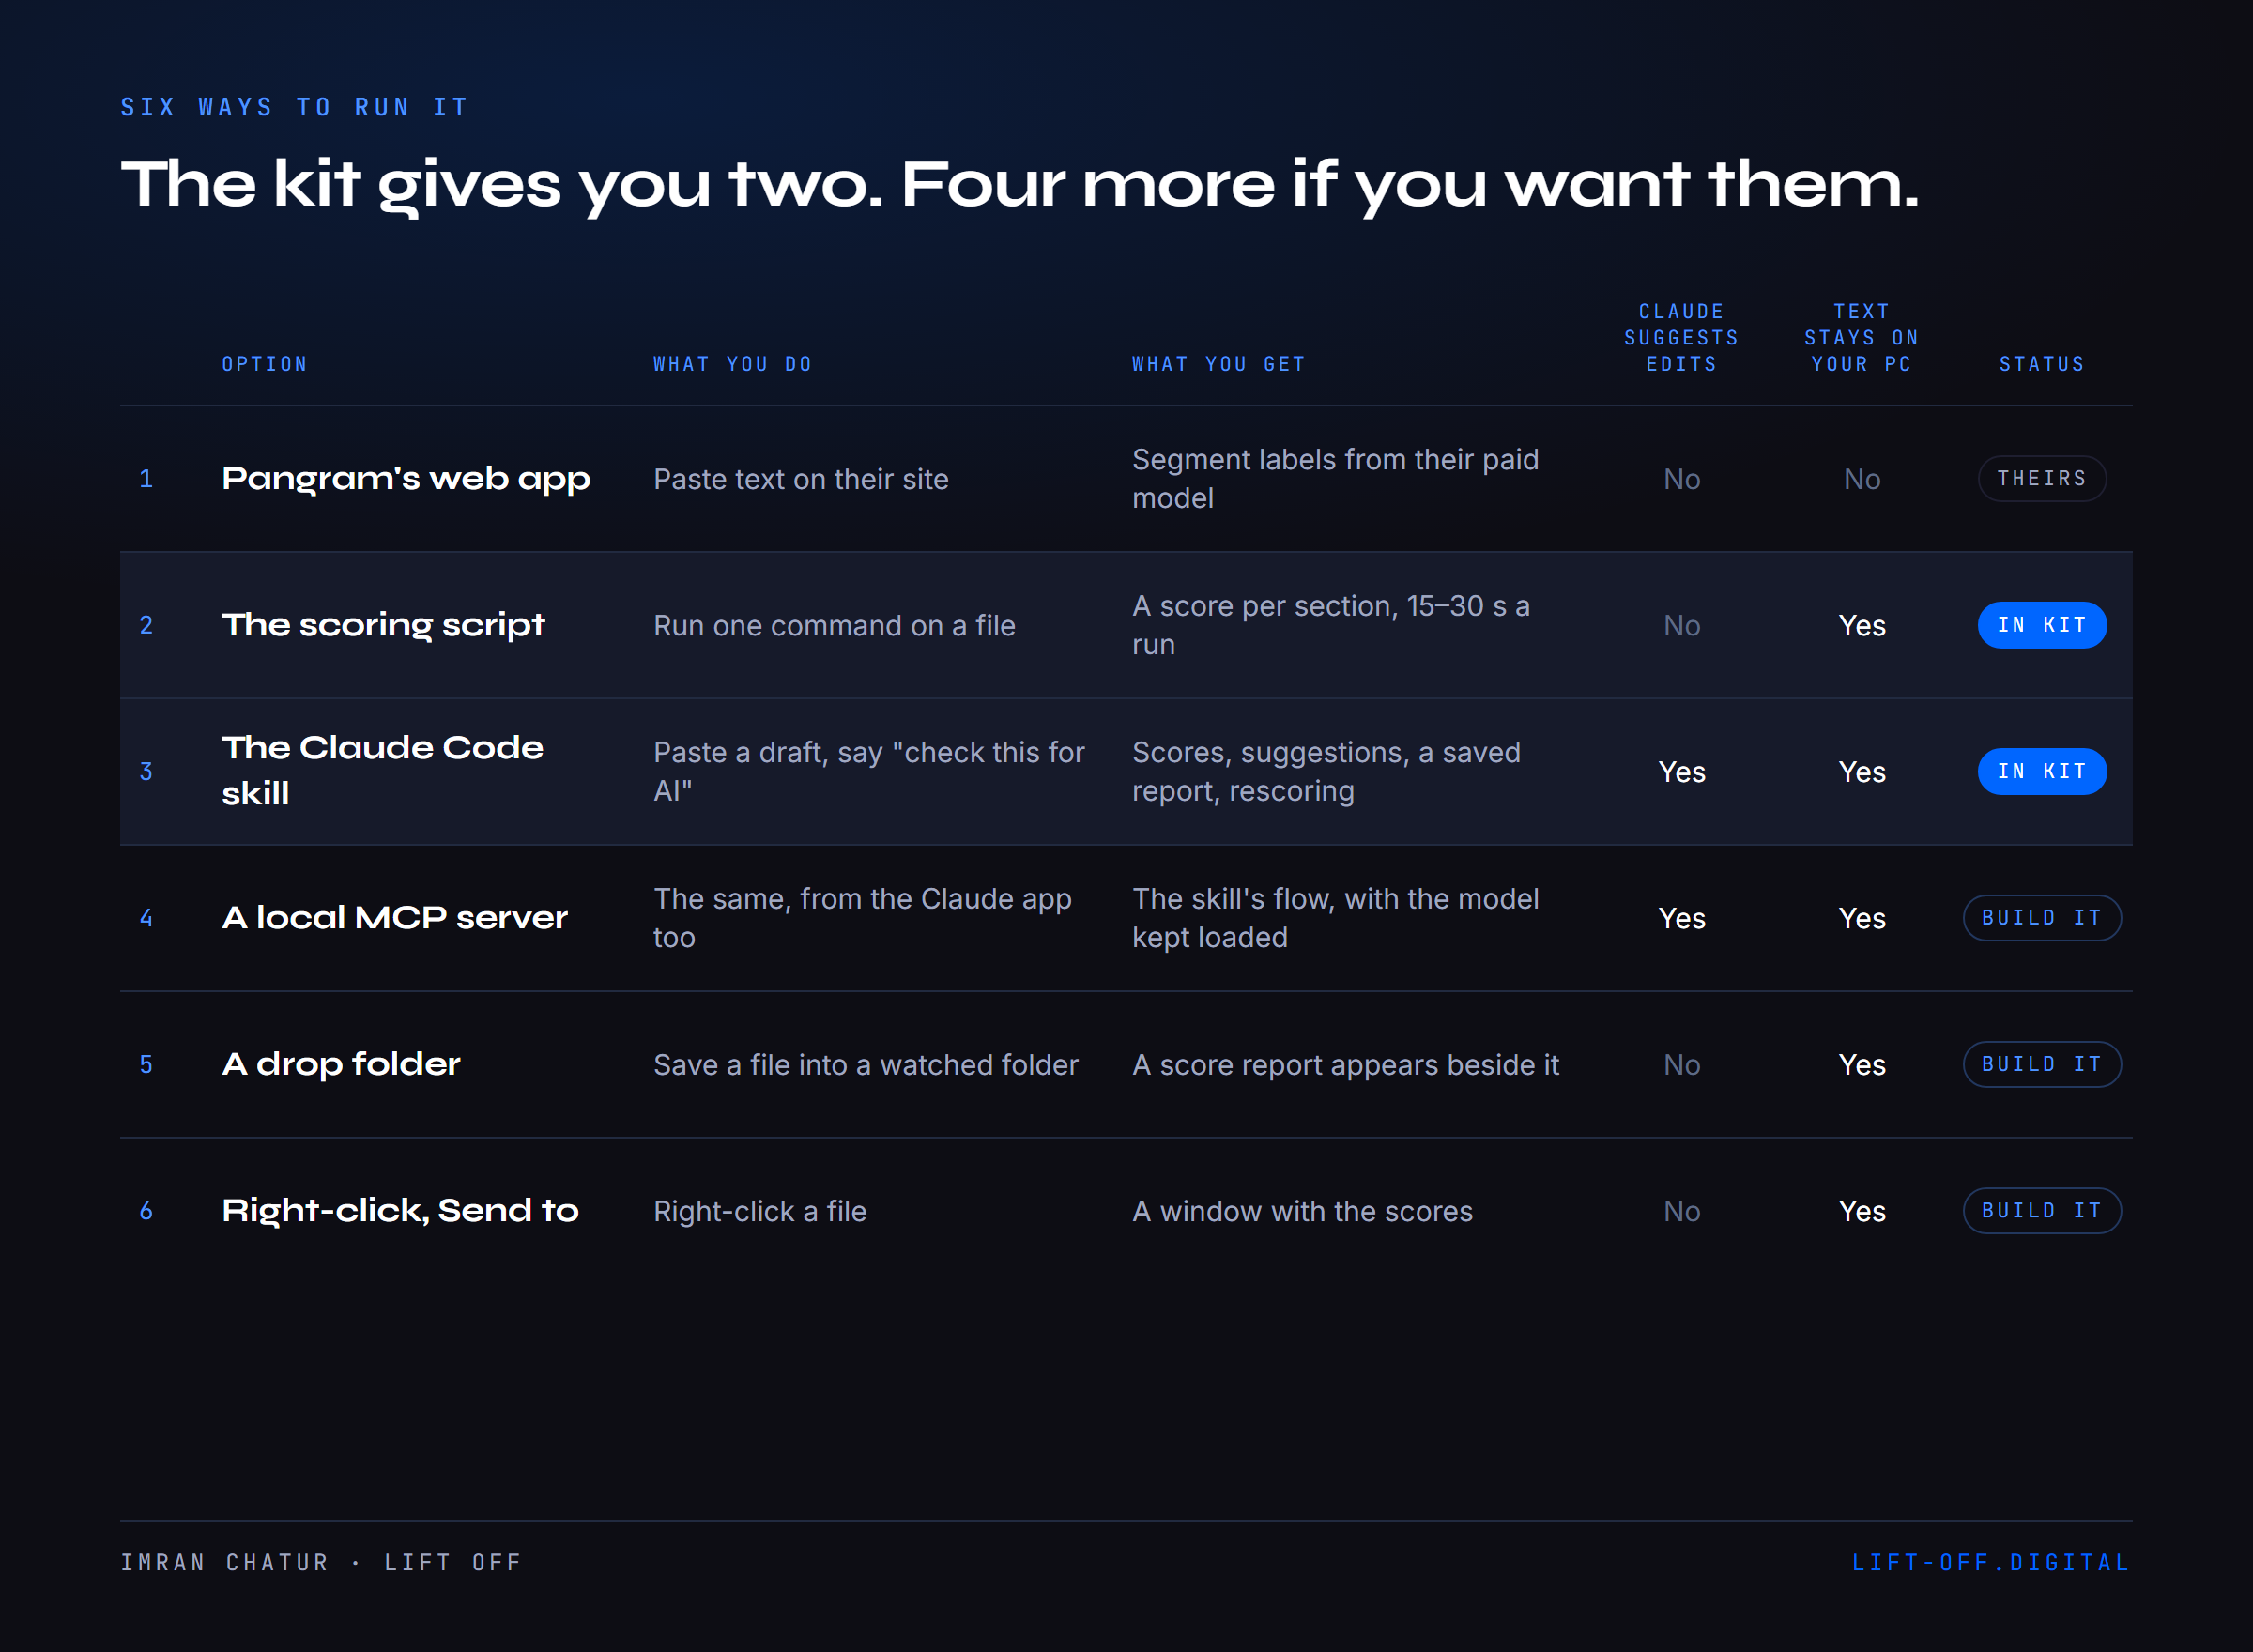 SIX WAYS TO RUN IT
The kit gives you two. Four more if you want them.
OPTION
WHAT YOU DO
WHAT YOU GET
CLAUDE
SUGGESTS
EDITS
TEXT
STAYS ON
YOUR PC
STATUS
1
Pangram's web app
Paste text on their site
Segment labels from their paid
model
No
No
THEIRS
2
The scoring script
Run one command on a file
A score per section, 15–30 s a
run
No
Yes
IN KIT
3
The Claude Code
skill
Paste a draft, say "check this for
AI"
Scores, suggestions, a saved
report, rescoring
Yes
Yes
IN KIT
4
A local MCP server
The same, from the Claude app
too
The skill's flow, with the model
kept loaded
Yes
Yes
BUILD IT
5
A drop folder
Save a file into a watched folder
A score report appears beside it
No
Yes
BUILD IT
6
Right-click, Send to
Right-click a file
A window with the scores
No
Yes
BUILD IT
IMRAN CHATUR · LIFT OFF
LIFT-OFF.DIGITAL